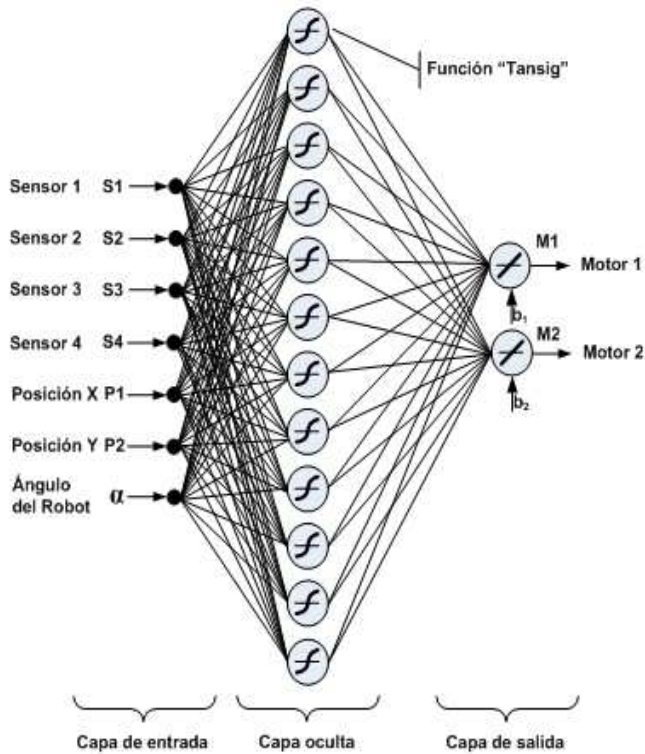 Función “Tansig”
Sensor 1 S1
Sensor 2 S2
Sensor 3 S3
Sensor 4 S4
Posición X P1
Posición Y P2
Ángulo
del Robot α
M1
Motor 1
b₁
M2
Motor 2
b₂
Capa de entrada
Capa oculta
Capa de salida